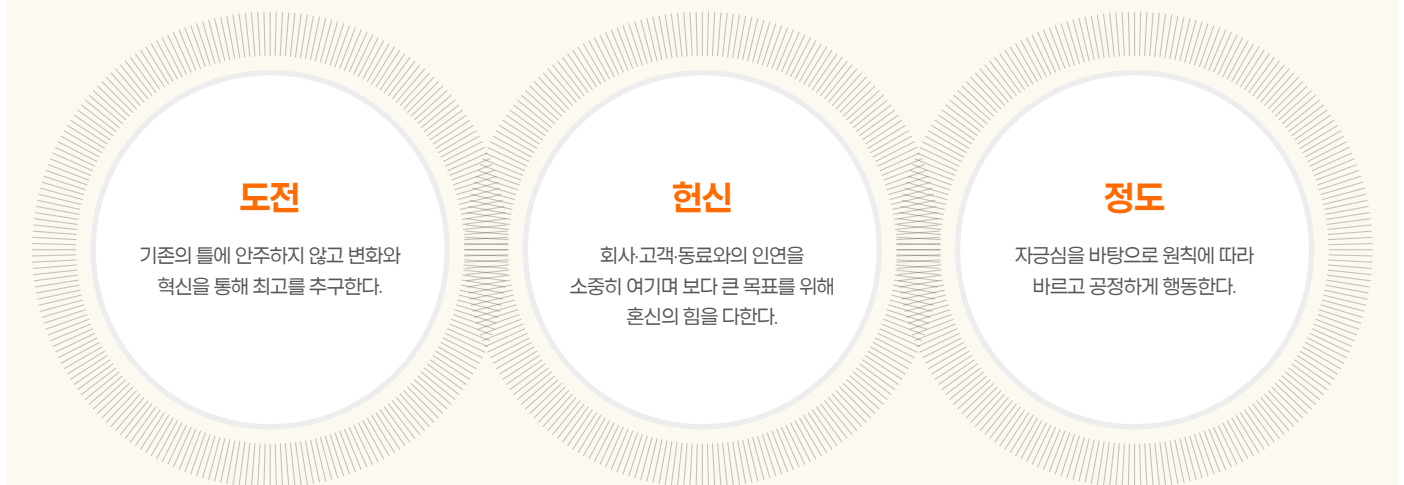 도전
기존의 틀에 안주하지 않고 변화와
혁신을 통해 최고를 추구한다.
헌신
회사·고객·동료와의 인연을
소중히 여기며 보다 큰 목표를 위해
혼신의 힘을 다한다.
정도
자긍심을 바탕으로 원칙에 따라
바르고 공정하게 행동한다.